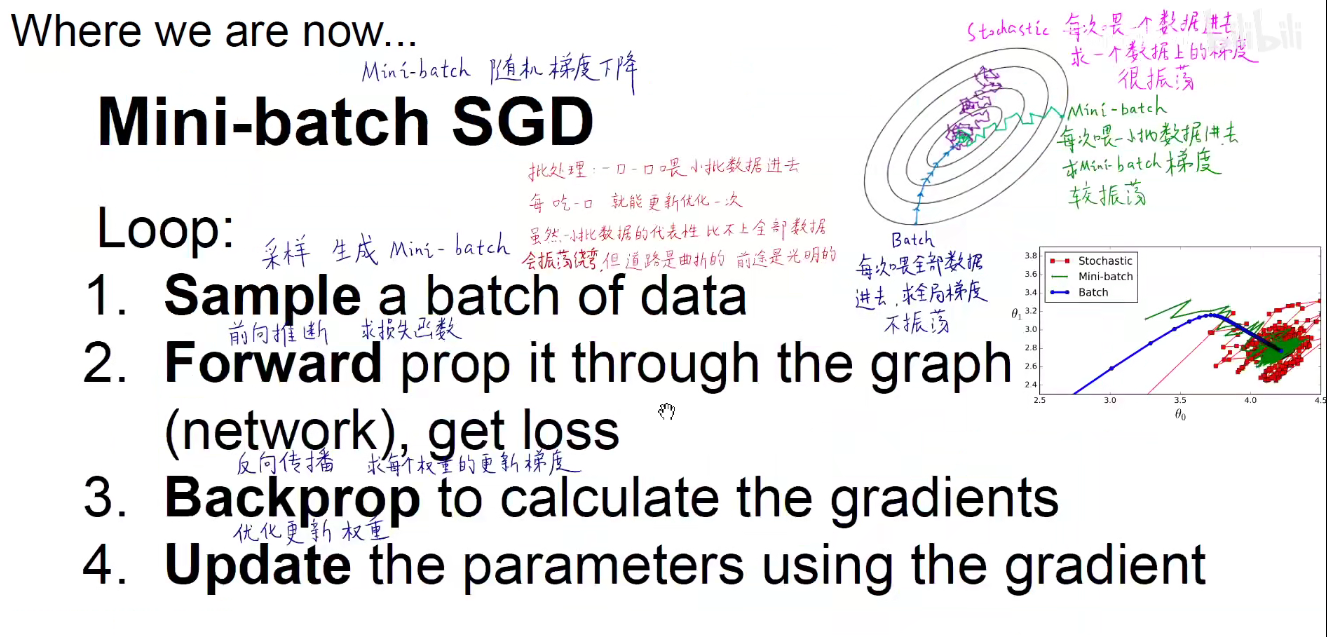 Where we are now...
Mini-batch 随机梯度下降
Mini-batch SGD
Stochastic 每次喂一个数据进去
求一个数据上的梯度
很振荡
bilibili
Mini-batch
每次喂一小批数据进去
求Mini-batch梯度
较振荡
批处理:一口一口喂小批数据进去
每吃一口 就能更新优化一次
虽然一小批数据的代表性比不上全部数据
会振荡绕弯,但道路是曲折的 前途是光明的
Batch
每次喂全部数据
进去,求全局梯度
不振荡
Loop:
采样 生成 Mini-batch
1. Sample a batch of data
前向推断 求损失函数
2. Forward prop it through the graph
(network), get loss
反向传播 求每个权重的更新梯度
3. Backprop to calculate the gradients
优化更新权重
4. Update the parameters using the gradient
Stochastic
Mini-batch
Batch
θ₁
3.8
3.6
3.4
3.2
3.0
2.8
2.6
2.4
2.5 3.0 3.5 4.0 4.5
θ₀